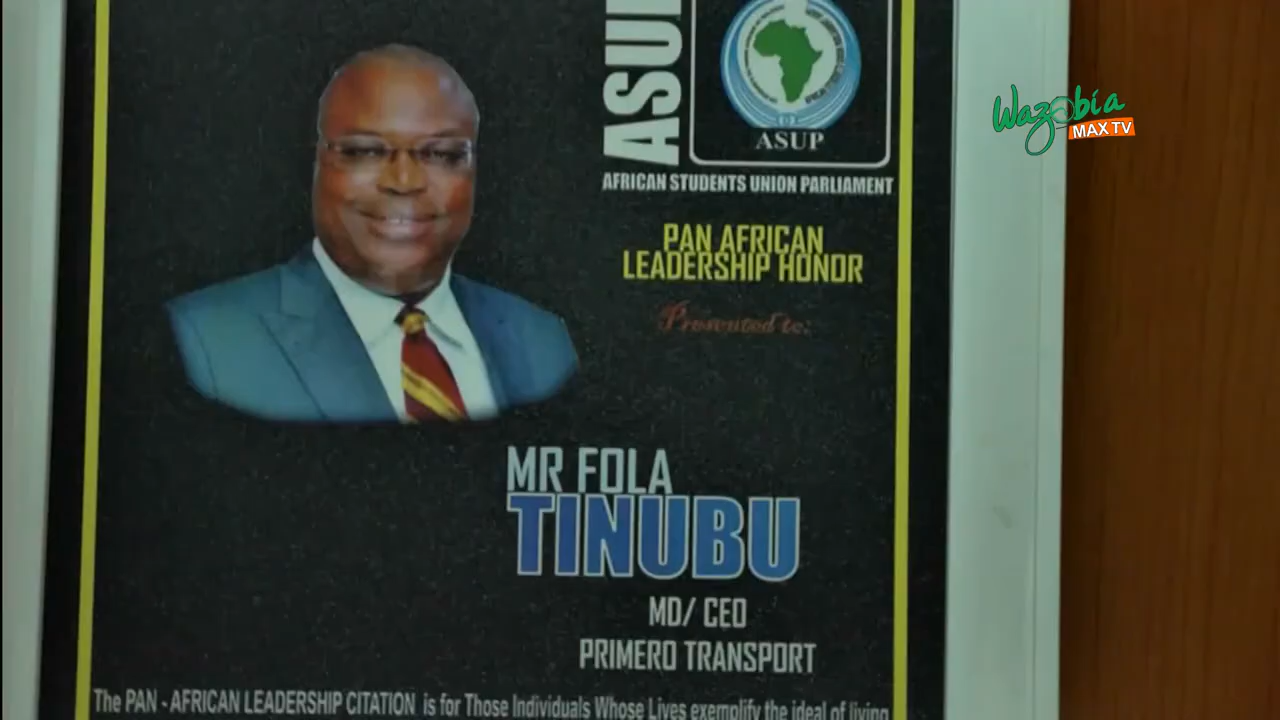 ASUP
ASUP
AFRICAN STUDENTS UNION PARLIAMENT
PAN AFRICAN
LEADERSHIP HONOR
Presented to:
MR FOLA
TINUBU
MD/ CEO
PRIMERO TRANSPORT
The PAN - AFRICAN LEADERSHIP CITATION is for Those Individuals Whose Lives exemplify the ideal of living
Wazobia
MAX TV